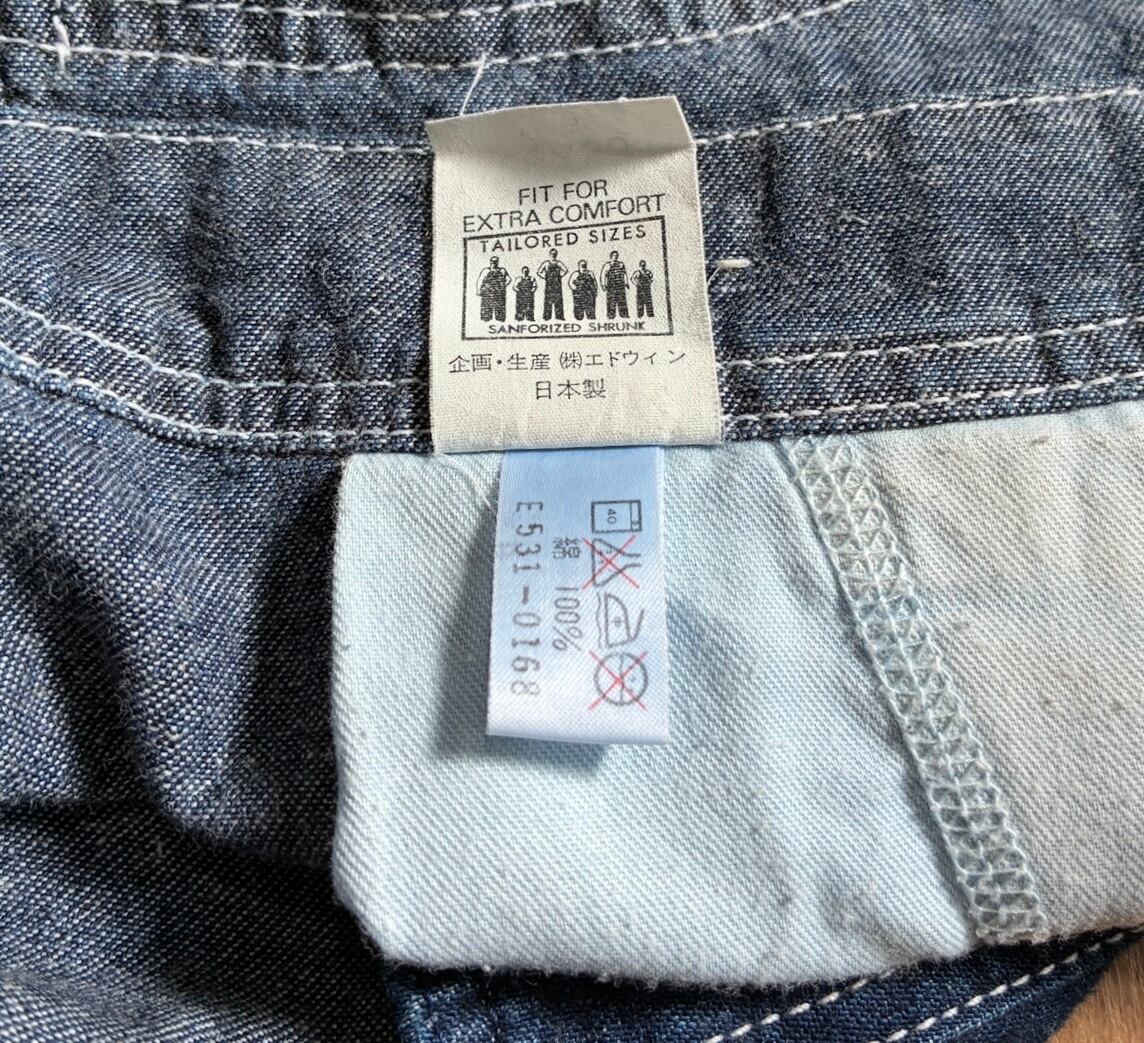 FIT FOR
EXTRA COMFORT
TAILORED SIZES
SANFORIZED SHRUNK
企画・生産 ㈱エドウィン
日本製
40
綿 100%
E531-0168